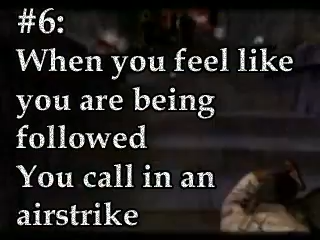 #6:
When you feel like
you are being
followed
You call in an
airstrike